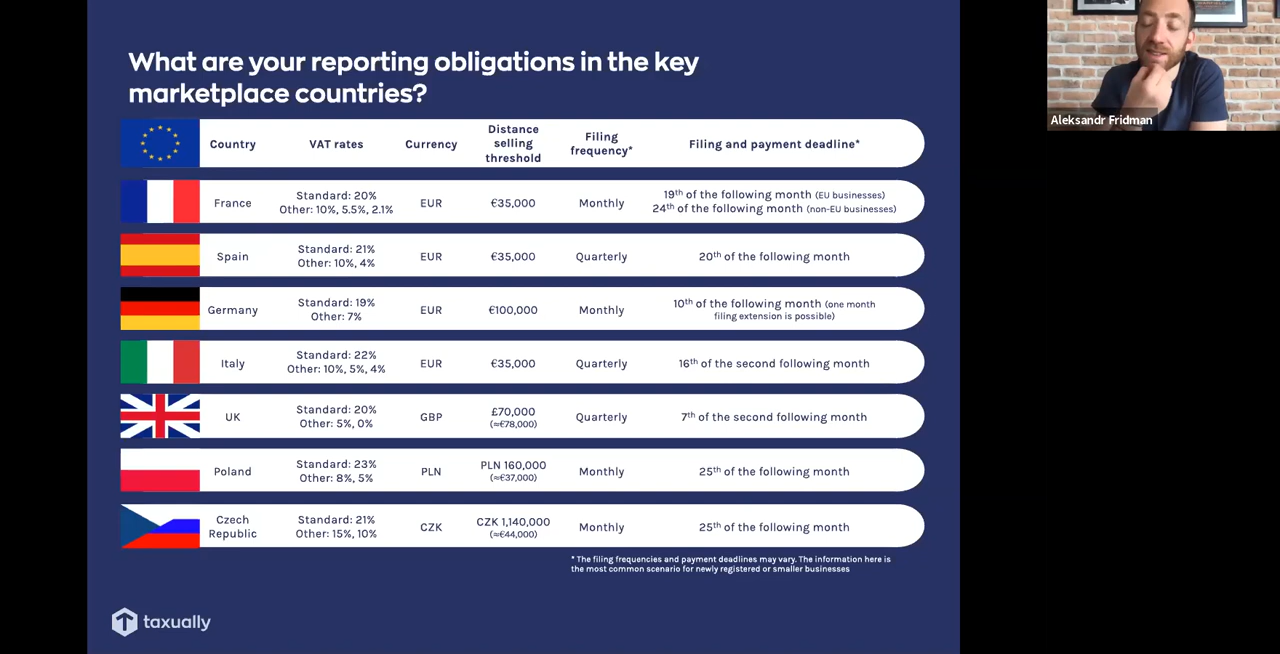 What are your reporting obligations in the key
marketplace countries?
Country
VAT rates
Currency
Distance
selling
threshold
Filing
frequency*
Filing and payment deadline*
France
Standard: 20%
Other: 10%, 5.5%, 2.1%
EUR
€35,000
Monthly
19th of the following month (EU businesses)
24th of the following month (non-EU businesses)
Spain
Standard: 21%
Other: 10%, 4%
EUR
€35,000
Quarterly
20th of the following month
Germany
Standard: 19%
Other: 7%
EUR
€100,000
Monthly
10th of the following month (one month
filing extension is possible)
Italy
Standard: 22%
Other: 10%, 5%, 4%
EUR
€35,000
Quarterly
16th of the second following month
UK
Standard: 20%
Other: 5%, 0%
GBP
£70,000
(≈€78,000)
Quarterly
7th of the second following month
Poland
Standard: 23%
Other: 8%, 5%
PLN
PLN 160,000
(≈€37,000)
Monthly
25th of the following month
Czech
Republic
Standard: 21%
Other: 15%, 10%
CZK
CZK 1,140,000
(≈€44,000)
Monthly
25th of the following month
* The filing frequencies and payment deadlines may vary. The information here is
the most common scenario for newly registered or smaller businesses
taxually
Aleksandr Fridman